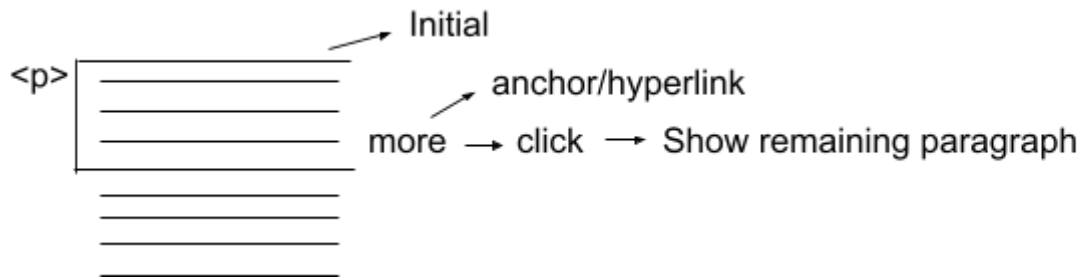 Initial
<p>
anchor/hyperlink
more click Show remaining paragraph